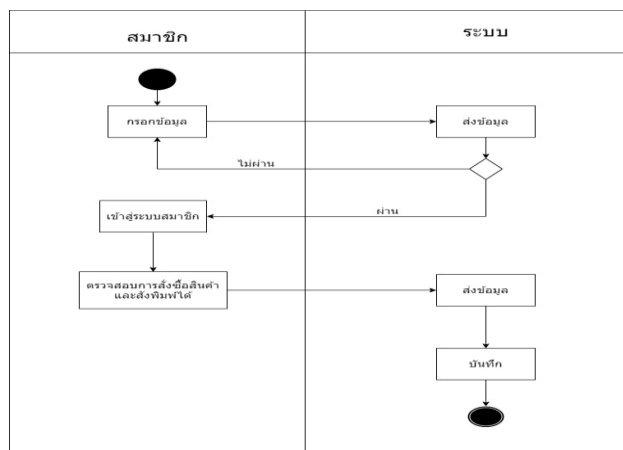 สมาชิก
ระบบ
กรอกข้อมูล
ส่งข้อมูล
ไม่ผ่าน
ผ่าน
เข้าสู่ระบบสมาชิก
ตรวจสอบการสั่งซื้อสินค้า
และสั่งพิมพ์ได้
ส่งข้อมูล
บันทึก